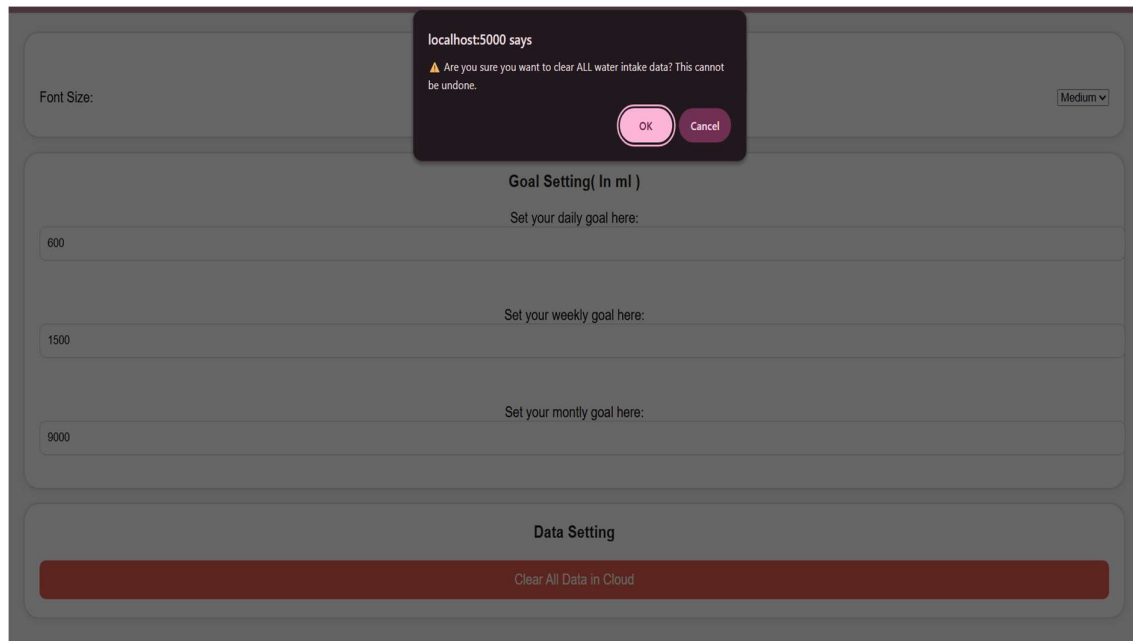 localhost:5000 says
⚠ Are you sure you want to clear ALL water intake data? This cannot
be undone.
OK Cancel
Font Size: Medium
Goal Setting( In ml )
Set your daily goal here:
600
Set your weekly goal here:
1500
Set your montly goal here:
9000
Data Setting
Clear All Data in Cloud